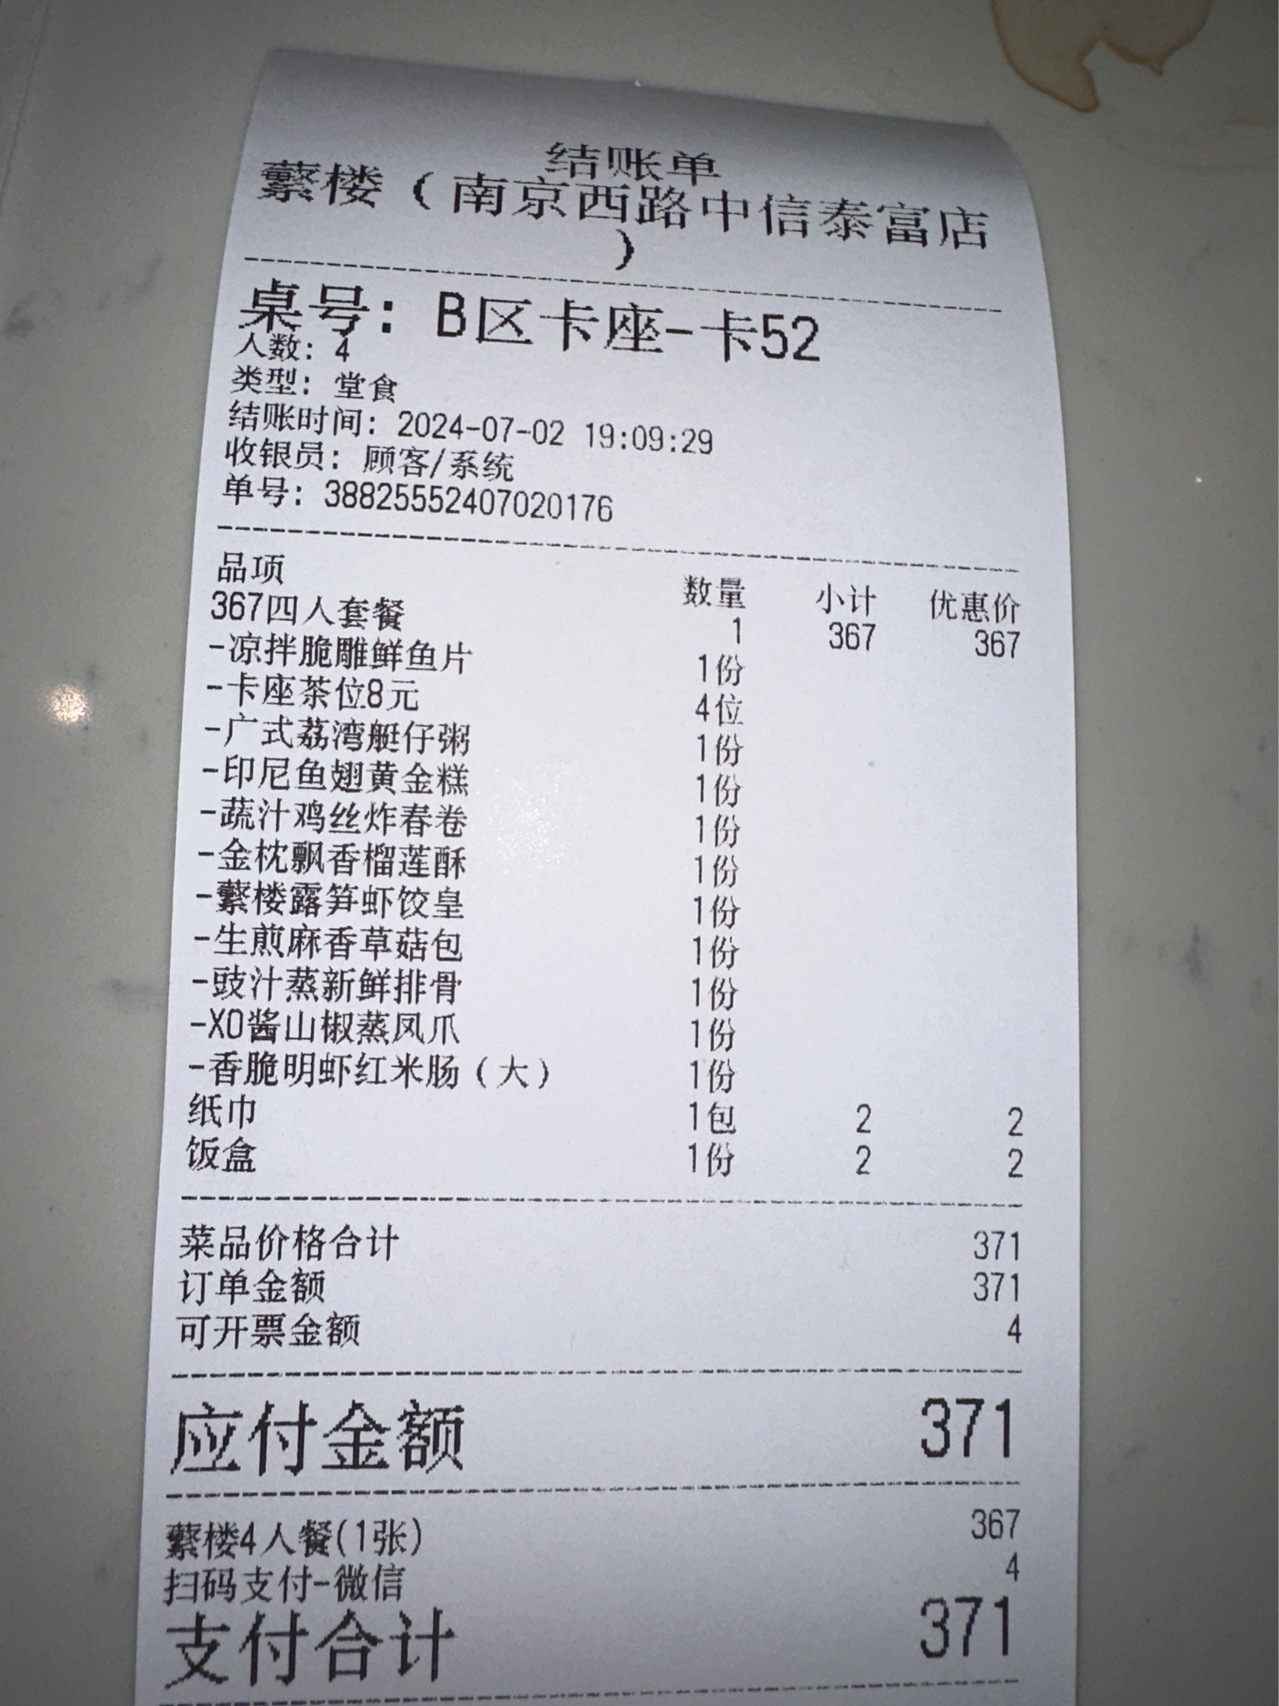 结账单
蘩楼（南京西路中信泰富店
）
桌号：B区卡座-卡52
人数：4
类型：堂食
结账时间：2024-07-02 19:09:29
收银员：顾客/系统
单号：38825552407020176
品项 数量 小计 优惠价
367四人套餐 1 367 367
-凉拌脆雕鲜鱼片 1份
-卡座茶位8元 4位
-广式荔湾艇仔粥 1份
-印尼鱼翅黄金糕 1份
-蔬汁鸡丝炸春卷 1份
-金枕飘香榴莲酥 1份
-蘩楼露笋虾饺皇 1份
-生煎麻香草菇包 1份
-豉汁蒸新鲜排骨 1份
-XO酱山椒蒸凤爪 1份
-香脆明虾红米肠（大） 1份
纸巾 1包 2 2
饭盒 1份 2 2
菜品价格合计 371
订单金额 371
可开票金额 4
应付金额 371
蘩楼4人餐(1张) 367
扫码支付-微信 4
支付合计 371